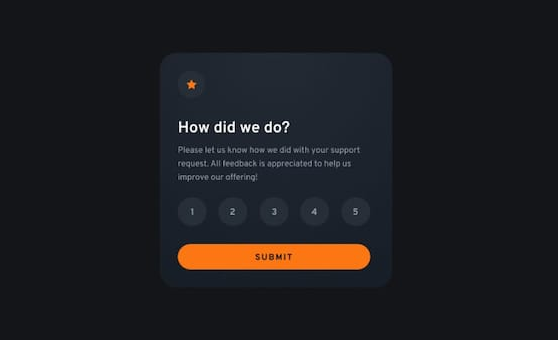 How did we do?
Please let us know how we did with your support
request. All feedback is appreciated to help us
improve our offering!
1 2 3 4 5
SUBMIT